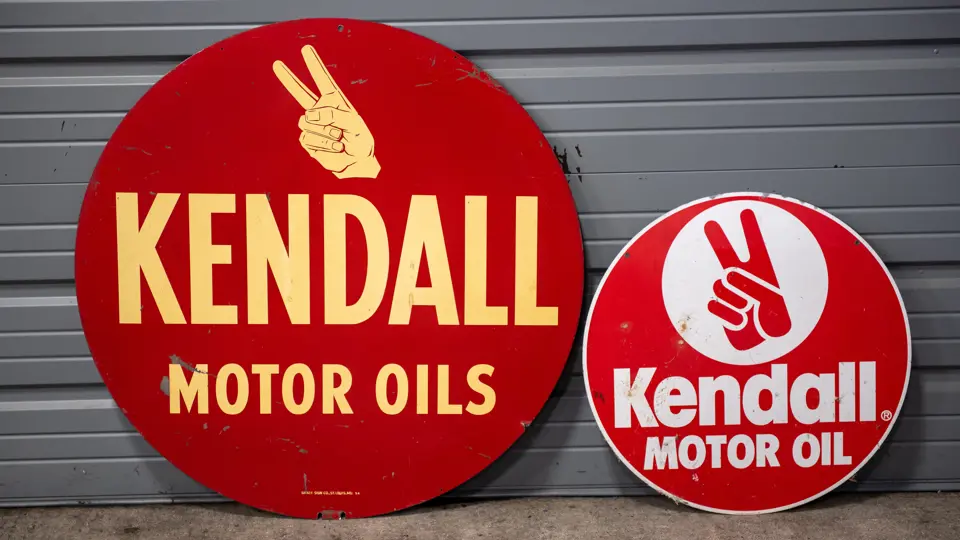 KENDALL
MOTOR OILS
Kendall®
MOTOR OIL